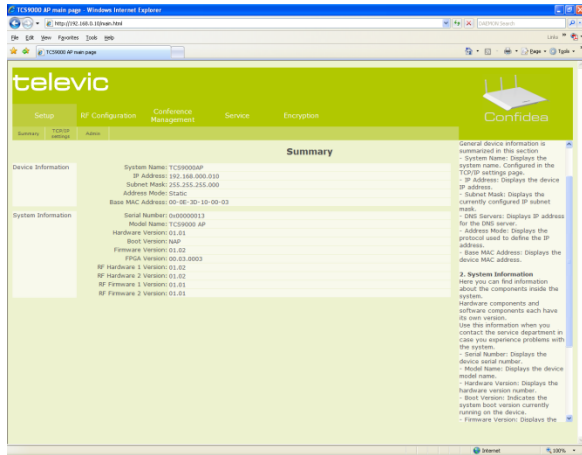 TCS9000 AP main page - Windows Internet Explorer
http://192.168.0.10/main.html
File Edit View Favorites Tools Help
Links
TCS9000 AP main page
Page Tools
televic
Confidea
Setup RF Configuration Conference Management Service Encryption
Summary TCP/IP settings Admin
Summary
Device Information
System Name: TCS9000AP
IP Address: 192.168.000.010
Subnet Mask: 255.255.255.000
Address Mode: Static
Base MAC Address: 00-0E-3D-10-00-03
System Information
Serial Number: 0x00000013
Model Name: TCS9000 AP
Hardware Version: 01.01
Boot Version: NAP
Firmware Version: 01.02
FPGA Version: 00.03.0003
RF Hardware 1 Version: 01.02
RF Hardware 2 Version: 01.02
RF Firmware 1 Version: 01.01
RF Firmware 2 Version: 01.01
General device information is
summarized in this section
- System Name: Displays the
system name. Configured in the
TCP/IP settings page.
- IP Address: Displays the device
IP address.
- Subnet Mask: Displays the
currently configured IP subnet
mask.
- DNS Servers: Displays IP address
for the DNS server.
- Address Mode: Displays the
protocol used to define the IP
address.
- Base MAC Address: Displays the
device MAC address.
2. System Information
Here you can find information
about the components inside the
system.
Hardware components and
software components each have
its own version.
Use this information when you
contact the service department in
case you experience problems with
the system.
- Serial Number: Displays the
device serial number.
- Model Name: Displays the device
model name.
- Hardware Version: Displays the
hardware version number.
- Boot Version: Indicates the
system boot version currently
running on the device.
- Firmware Version: Displays the
Internet
100%